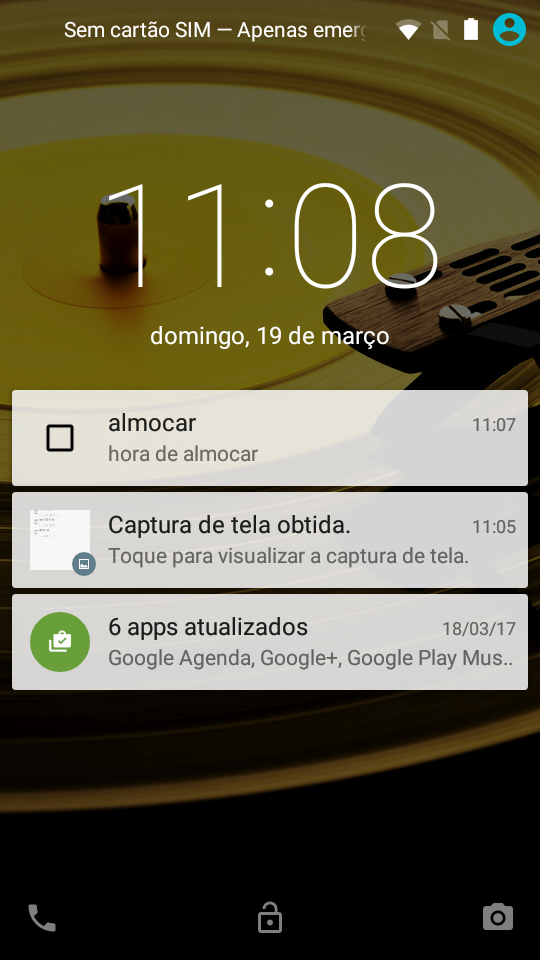 Sem cartão SIM — Apenas emerg
11:08
domingo, 19 de março
almocar 11:07
hora de almocar
Captura de tela obtida. 11:05
Toque para visualizar a captura de tela.
6 apps atualizados 18/03/17
Google Agenda, Google+, Google Play Mus..